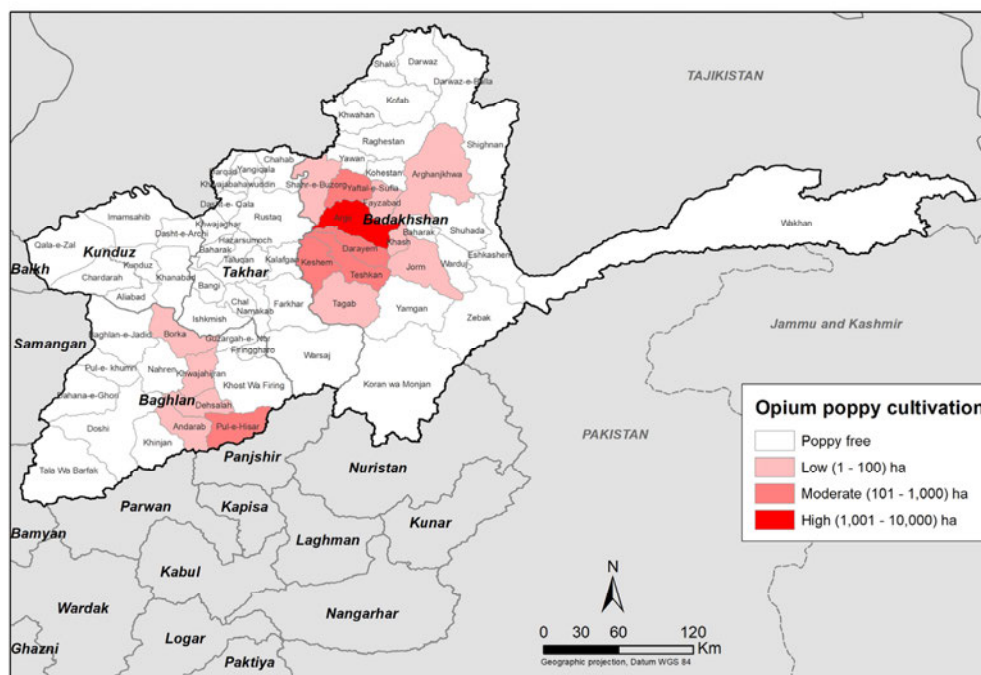 Shaki
Darwaz
Darwaz-e-Balla
TAJIKISTAN
Kofab
Khwahan
Raghestan
Shighnan
Chahab
Yangiqala
Yawan
Kohestan
Arghanjkhwa
Khwajabahawuddin
Shahr-e-Buzorg
Yaftal-e-Sufla
Fayzabad
Dasht-e- Qala
Rustaq
Argo
Badakhshan
Wakhan
Imamsahib
Khwajaghar
Dasht-e-Archi
Hazarsumoch
Baharak
Baharak
Shuhada
Qala-e-Zal
Kunduz
Darayem
Khash
Eshkashem
Balkh
Kunduz
Taluqan
Kalafgan
Keshem
Jorm
Warduj
Chardarah
Khanabad
Takhar
Teshkan
Aliabad
Bangi
Chal
Namakab
Farkhar
Tagab
Yamgan
Zebak
Ishkmish
Jammu and Kashmir
Samangan
Baghlan-e-Jadid
Borka
Guzargah-e- Nur
Firinggharo
Warsaj
Pul-e- khumri
Nahren
Khwajahejran
Khost Wa Firing
Koran wa Monjan
Dahana-e-Ghori
Baghlan
Dehsalah
Doshi
Andarab
Pul-e-Hisar
PAKISTAN
Khinjan
Panjshir
Nuristan
Tala Wa Barfak
Parwan
Kapisa
Kunar
Bamyan
Laghman
Kabul
Wardak
Nangarhar
Logar
Ghazni
Paktiya
Opium poppy cultivation
Poppy free
Low (1 - 100) ha
Moderate (101 - 1,000) ha
High (1,001 - 10,000) ha
N
0 30 60 120
Km
Geographic projection, Datum WGS 84